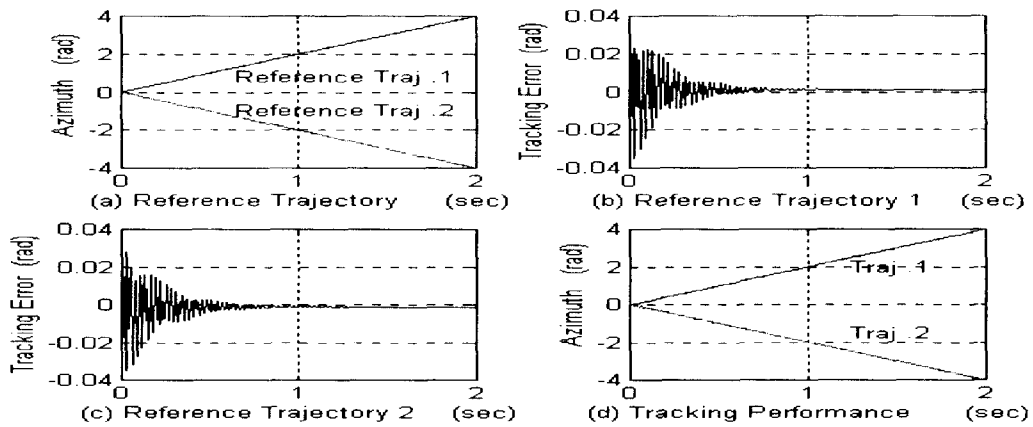 Azimuth (rad)
4
2
0
-2
-4
Reference Traj .1
Reference Traj .2
0
1
2
(a) Reference Trajectory (sec)
Tracking Error (rad)
0.04
0.02
0
-0.02
-0.04
0
1
2
(b) Reference Trajectory 1 (sec)
Tracking Error (rad)
0.04
0.02
0
-0.02
-0.04
0
1
2
(c) Reference Trajectory 2 (sec)
Azimuth (rad)
4
2
0
-2
-4
Traj. 1
Traj .2
0
1
2
(d) Tracking Performance (sec)